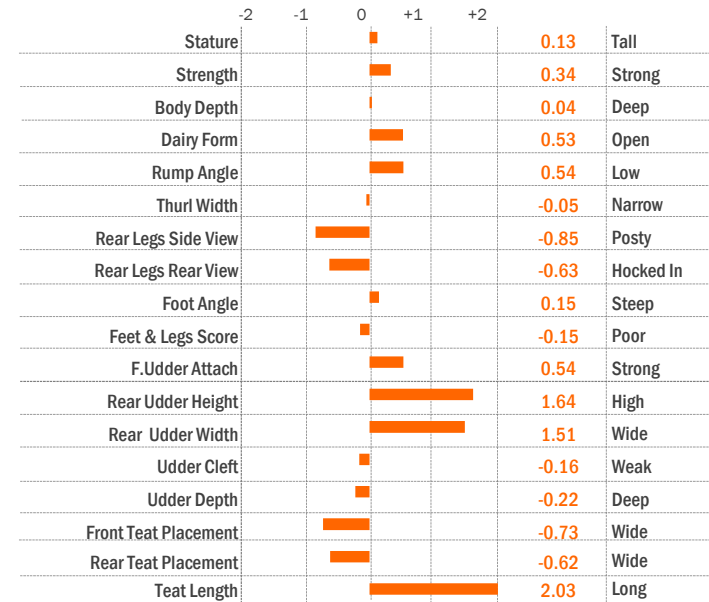 -2 -1 0 +1 +2
Stature 0.13 Tall
Strength 0.34 Strong
Body Depth 0.04 Deep
Dairy Form 0.53 Open
Rump Angle 0.54 Low
Thurl Width -0.05 Narrow
Rear Legs Side View -0.85 Posty
Rear Legs Rear View -0.63 Hocked In
Foot Angle 0.15 Steep
Feet & Legs Score -0.15 Poor
F.Udder Attach 0.54 Strong
Rear Udder Height 1.64 High
Rear Udder Width 1.51 Wide
Udder Cleft -0.16 Weak
Udder Depth -0.22 Deep
Front Teat Placement -0.73 Wide
Rear Teat Placement -0.62 Wide
Teat Length 2.03 Long